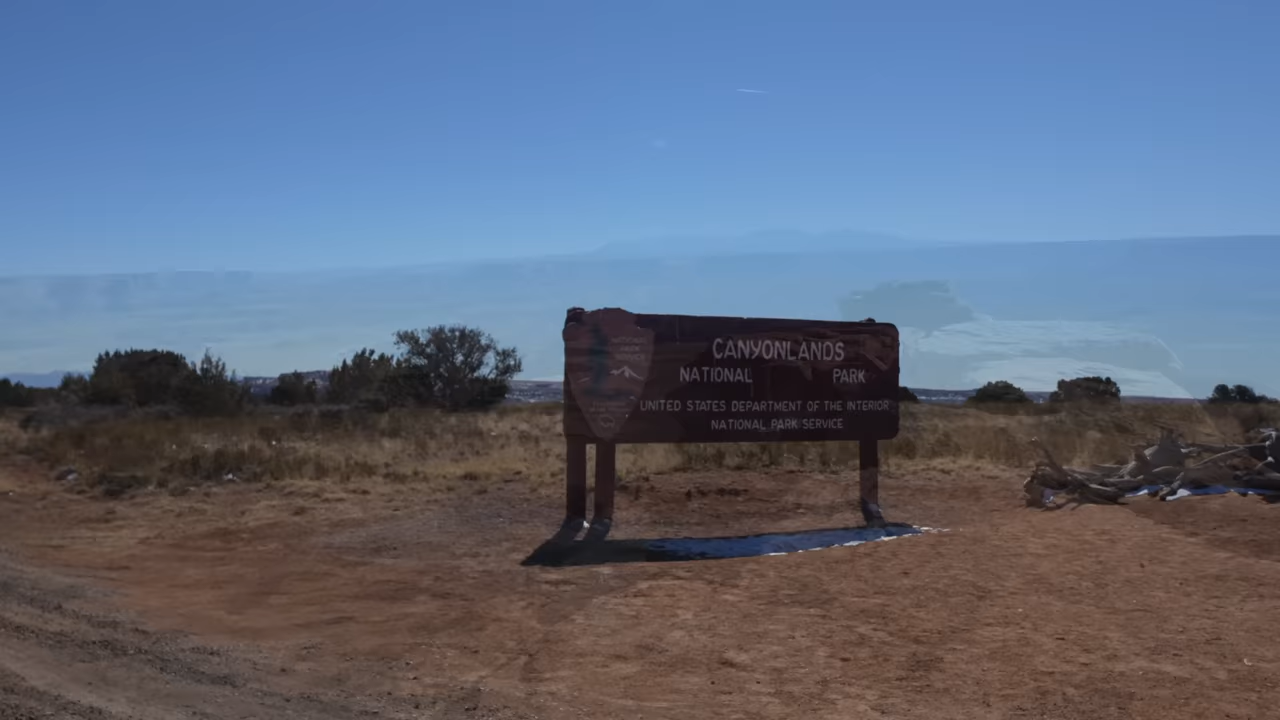 CANYONLANDS
NATIONAL PARK
UNITED STATES DEPARTMENT OF THE INTERIOR
NATIONAL PARK SERVICE